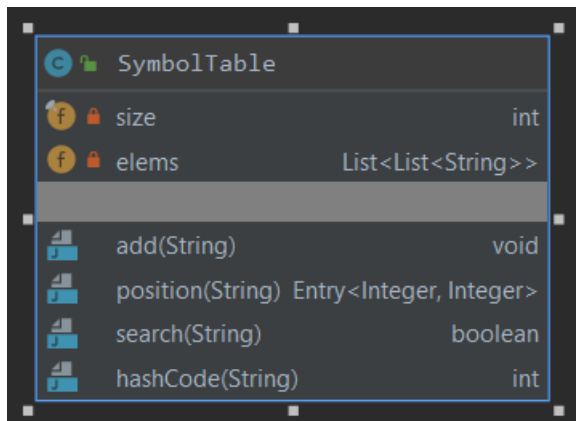 C SymbolTable
f size int
f elems List<List<String>>
J add(String) void
J position(String) Entry<Integer, Integer>
J search(String) boolean
J hashCode(String) int